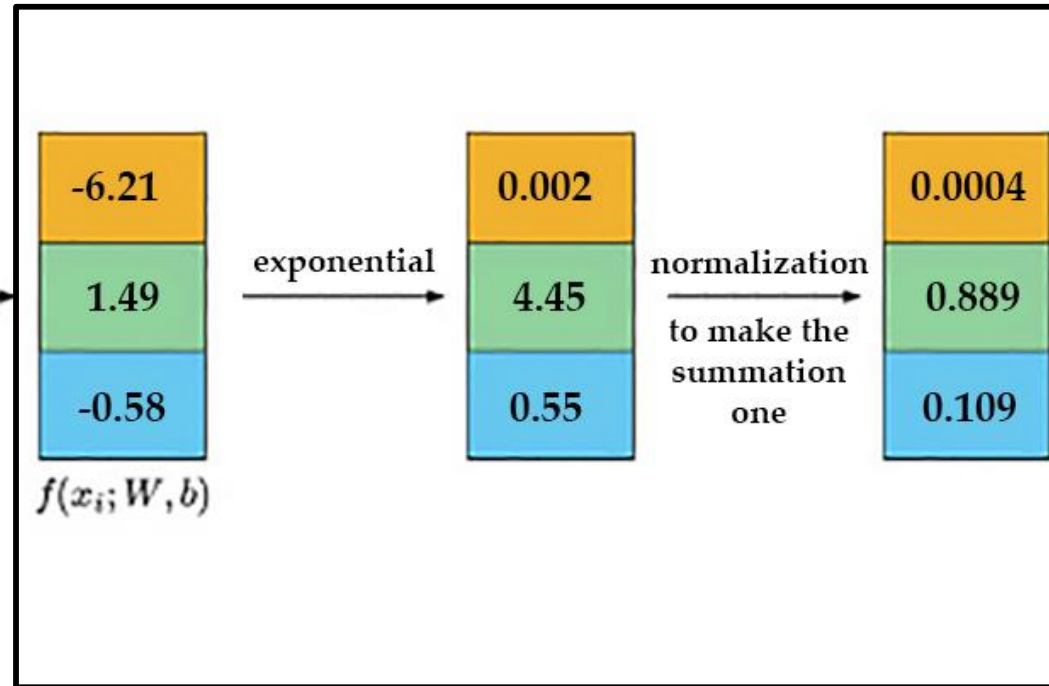 -6.21
1.49
-0.58
f(x_i; W, b)
exponential
0.002
4.45
0.55
normalization
to make the
summation
one
0.0004
0.889
0.109